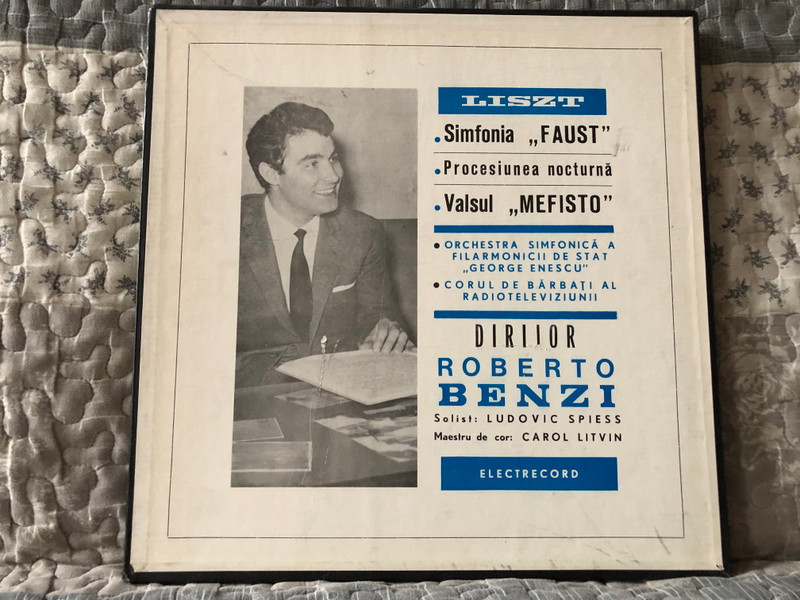 LISZT
• Simfonia „FAUST”
• Procesiunea nocturnă
• Valsul „MEFISTO”
• ORCHESTRA SIMFONICĂ A
FILARMONICII DE STAT
„GEORGE ENESCU”
• CORUL DE BĂRBAȚI AL
RADIOTELEVIZIUNII
DIRIJOR
ROBERTO
BENZI
Solist: LUDOVIC SPIESS
Maestru de cor: CAROL LITVIN
ELECTRECORD